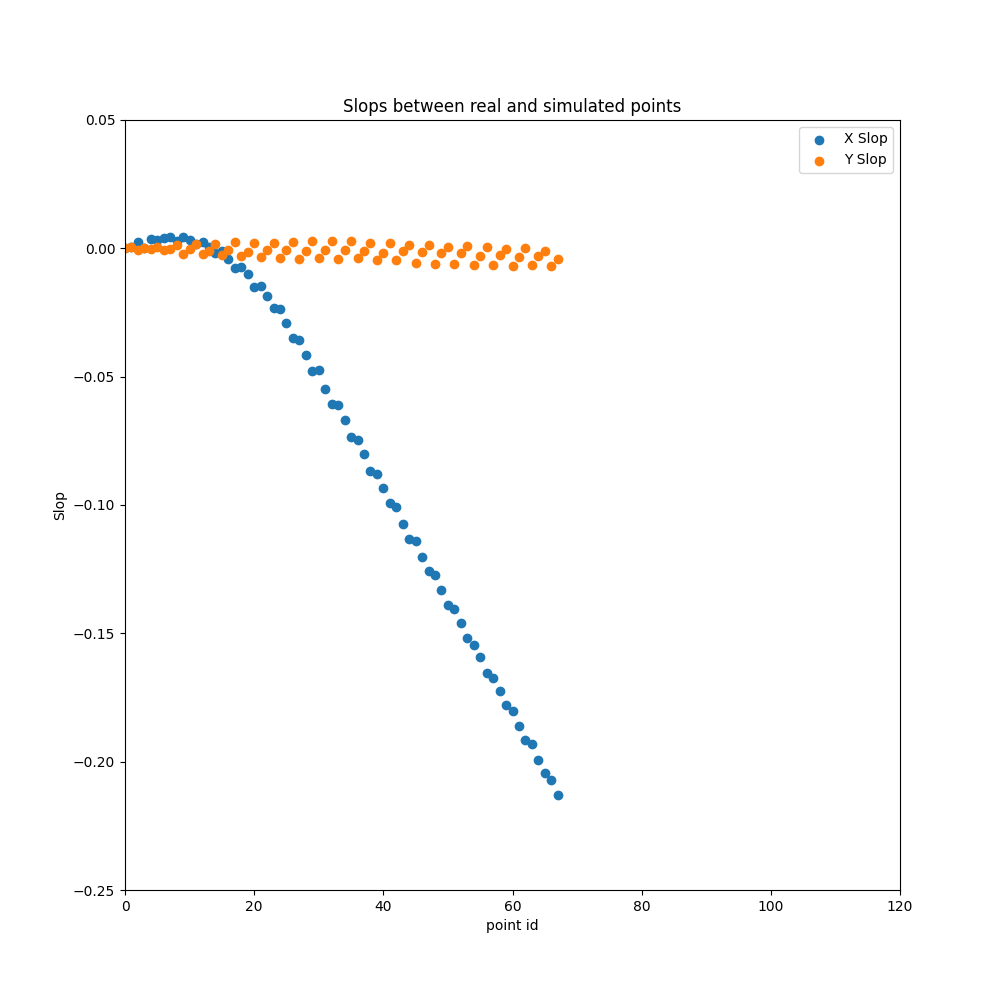 Slops between real and simulated points
X Slop
Y Slop
0.05
0.00
−0.05
−0.10
−0.15
−0.20
−0.25
Slop
0 20 40 60 80 100 120
point id